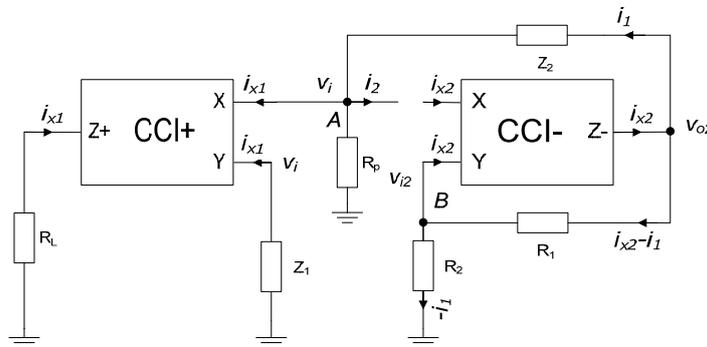 i1
Z2
ix1
vi
i2
ix2
ix1
X
A
X
ix2
Z+
CCI+
CCI-
Z-
vo2
ix1
ix2
Y
vi
Rp
vi2
Y
B
RL
Z1
R2
R1
ix2-i1
-i1